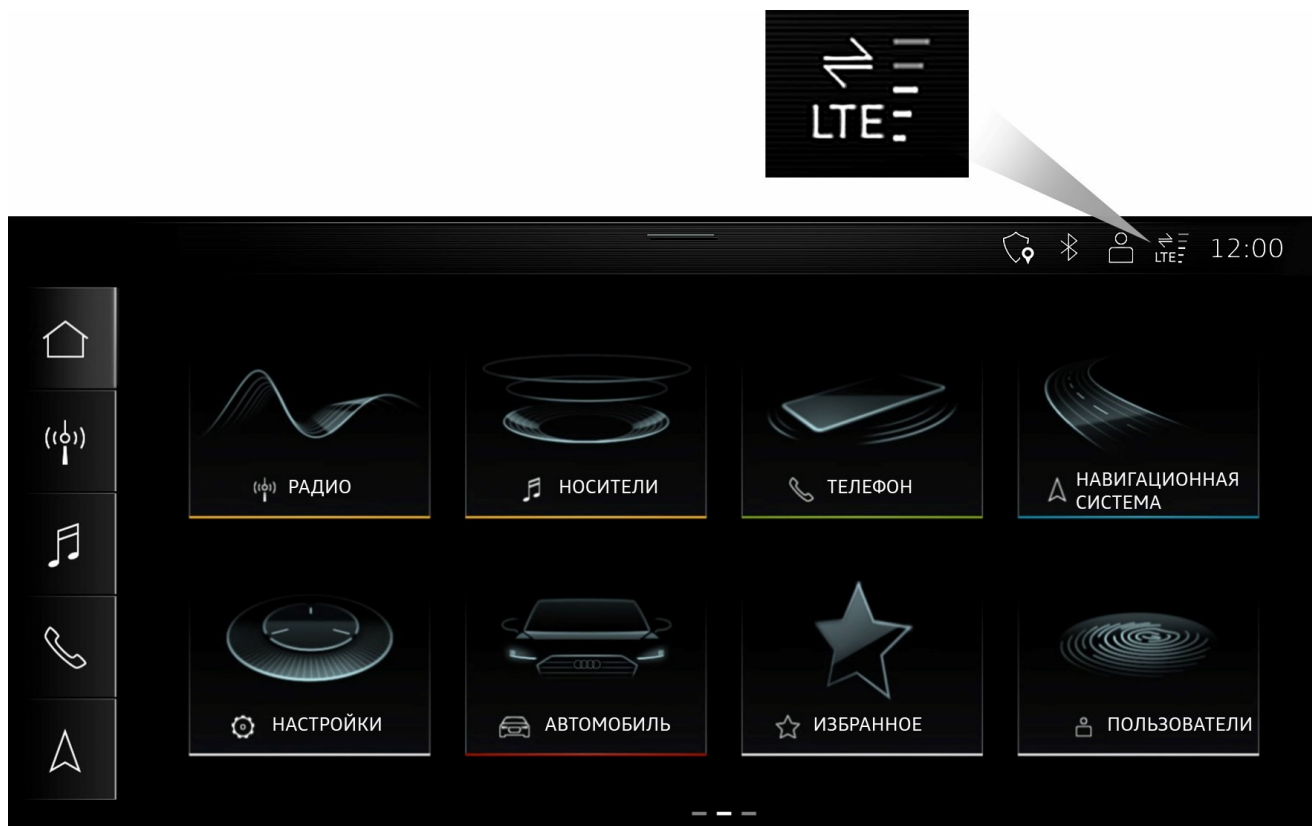 LTE
LTE
12:00
РАДИО
НОСИТЕЛИ
ТЕЛЕФОН
НАВИГАЦИОННАЯ
СИСТЕМА
НАСТРОЙКИ
АВТОМОБИЛЬ
ИЗБРАННОЕ
ПОЛЬЗОВАТЕЛИ